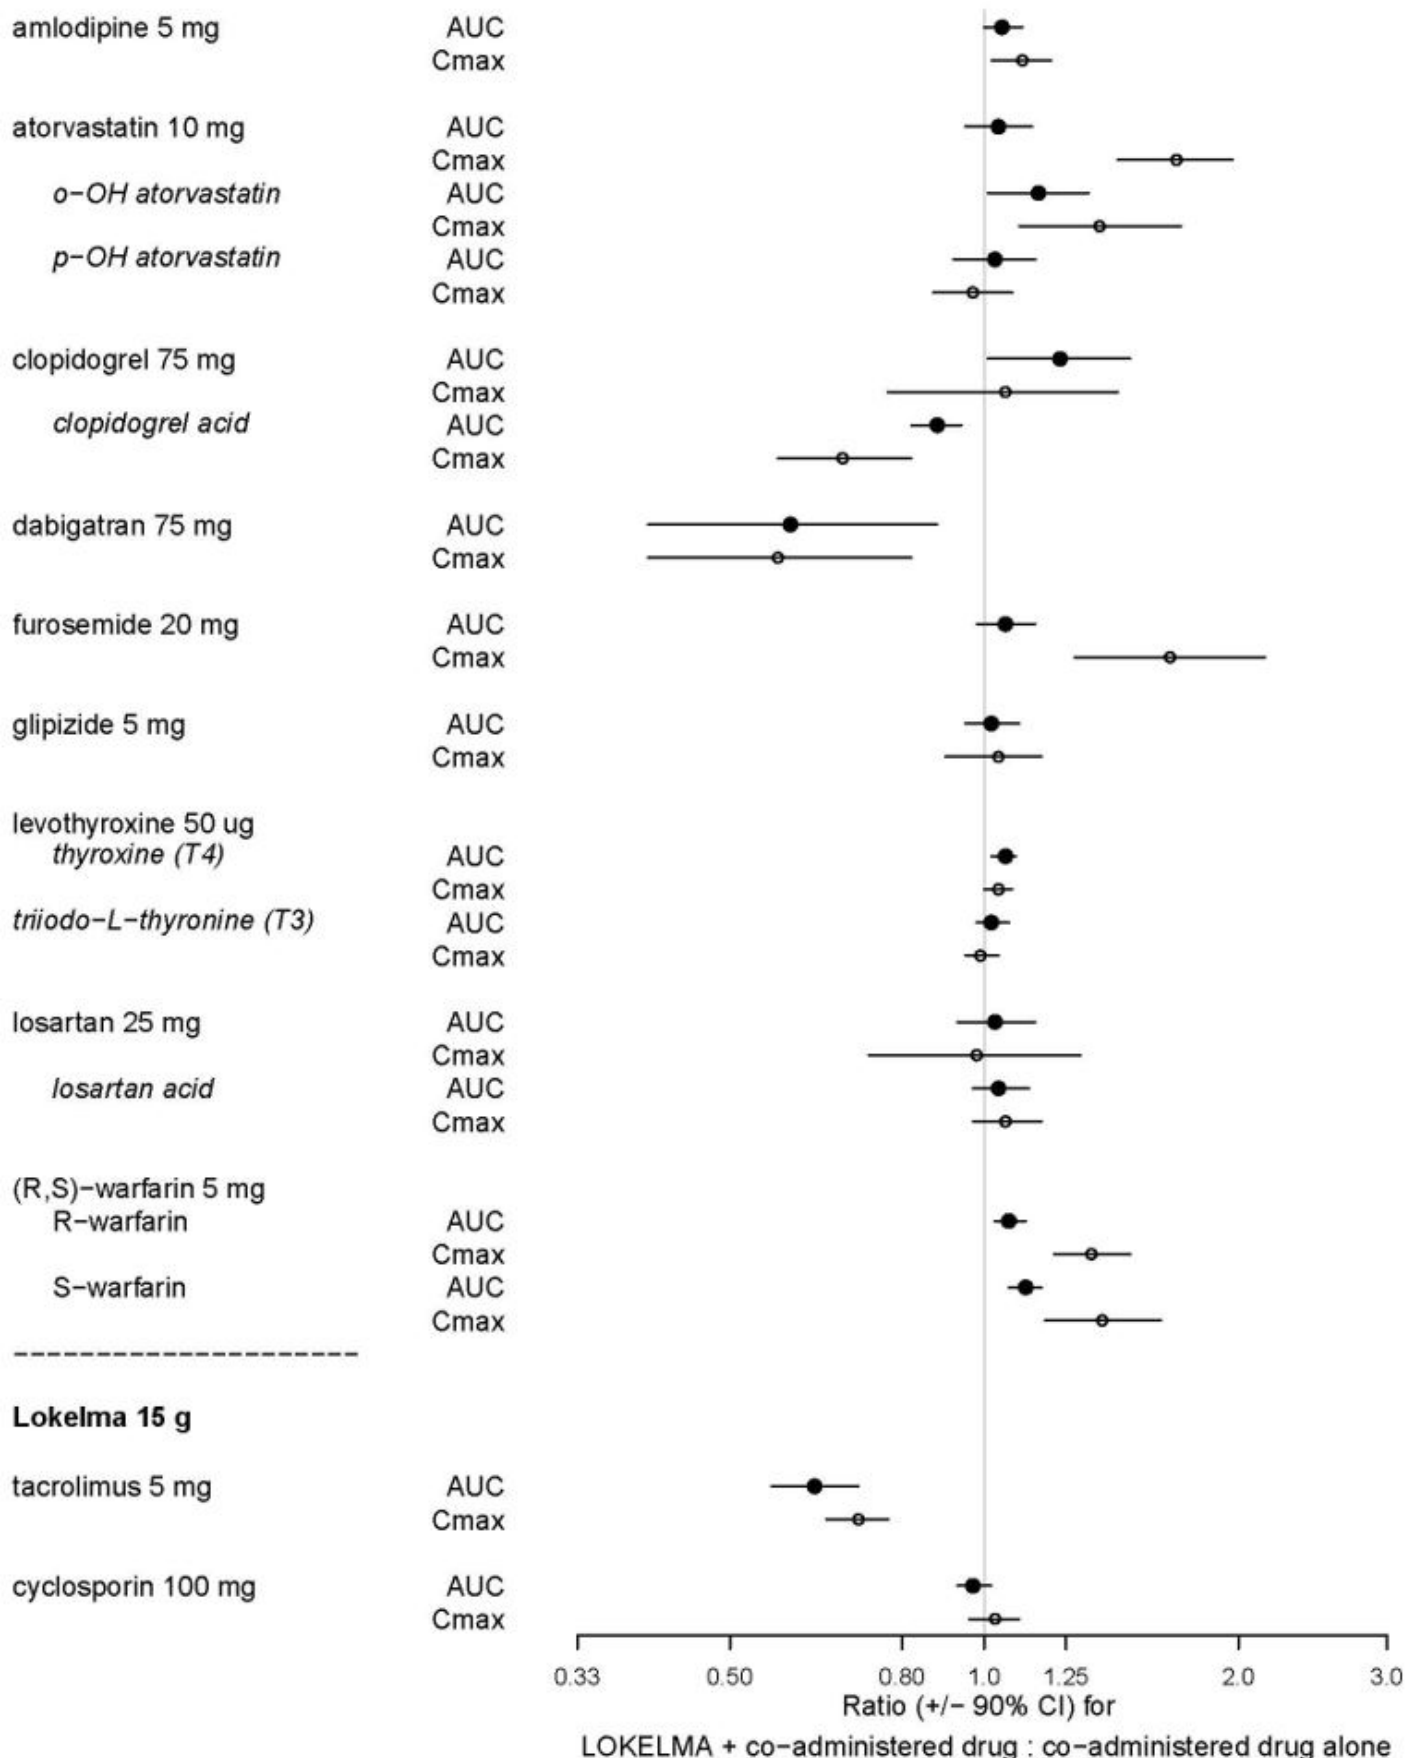 amlodipine 5 mg AUC
Cmax
atorvastatin 10 mg AUC
Cmax
o−OH atorvastatin AUC
Cmax
p−OH atorvastatin AUC
Cmax
clopidogrel 75 mg AUC
Cmax
clopidogrel acid AUC
Cmax
dabigatran 75 mg AUC
Cmax
furosemide 20 mg AUC
Cmax
glipizide 5 mg AUC
Cmax
levothyroxine 50 ug
thyroxine (T4) AUC
Cmax
triiodo−L−thyronine (T3) AUC
Cmax
losartan 25 mg AUC
Cmax
losartan acid AUC
Cmax
(R,S)−warfarin 5 mg
R−warfarin AUC
Cmax
S−warfarin AUC
Cmax
−−−−−−−−−−−−−−−−−−−−−
Lokelma 15 g
tacrolimus 5 mg AUC
Cmax
cyclosporin 100 mg AUC
Cmax
0.33 0.50 0.80 1.0 1.25 2.0 3.0
Ratio (+/− 90% CI) for
LOKELMA + co−administered drug : co−administered drug alone